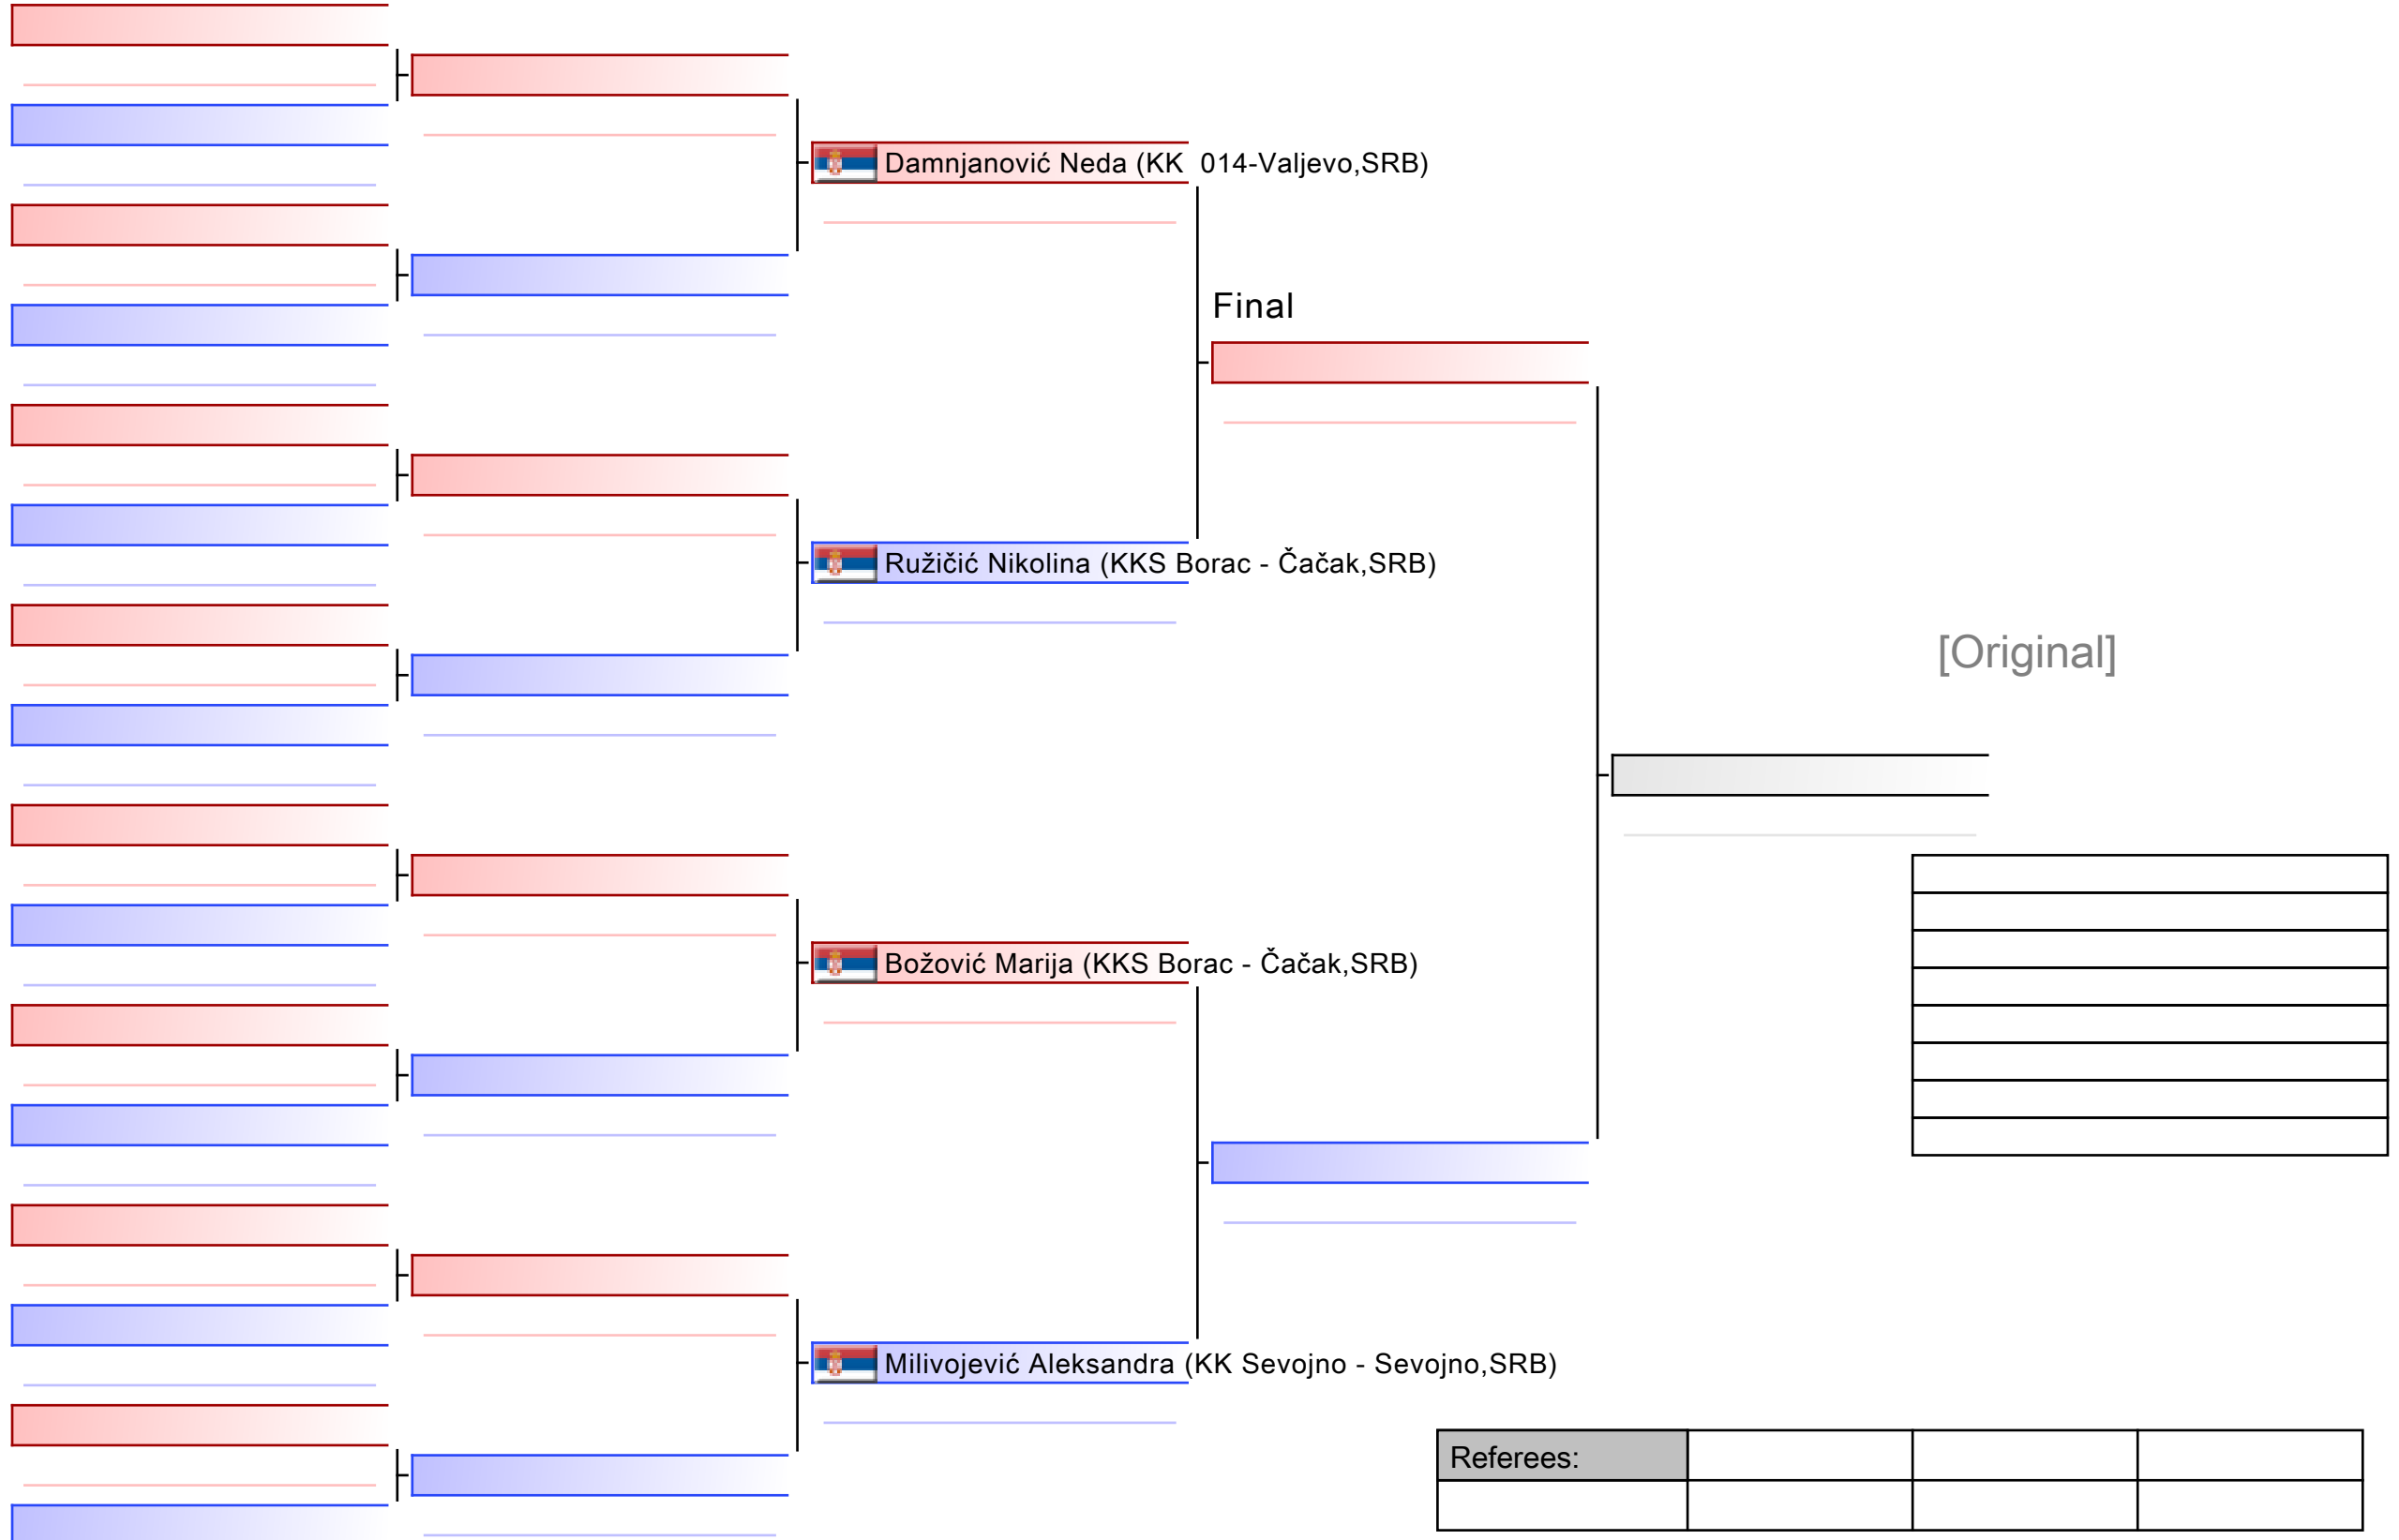 Damnjanović Neda (KK  014-Valjevo,SRB)
Final
Ružičić Nikolina (KKS Borac - Čačak,SRB)
[Original]
Božović Marija (KKS Borac - Čačak,SRB)
Milivojević Aleksandra (KK Sevojno - Sevojno,SRB)
Referees: